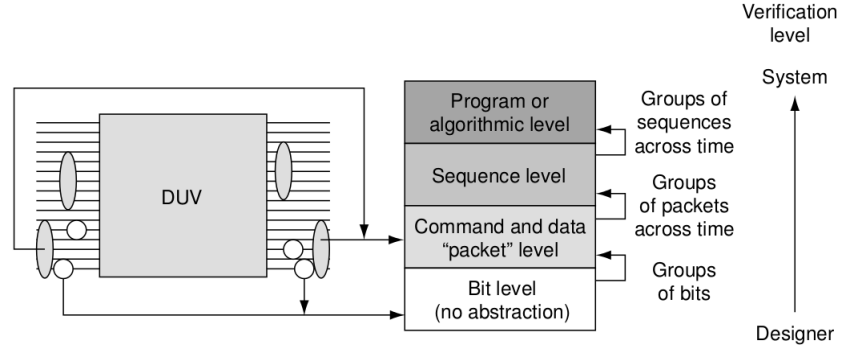 Verification
level
System
Program or
algorithmic level
Groups of
sequences
across time
DUV
Sequence level
Groups
of packets
across time
Command and data
“packet” level
Groups
of bits
Bit level
(no abstraction)
Designer